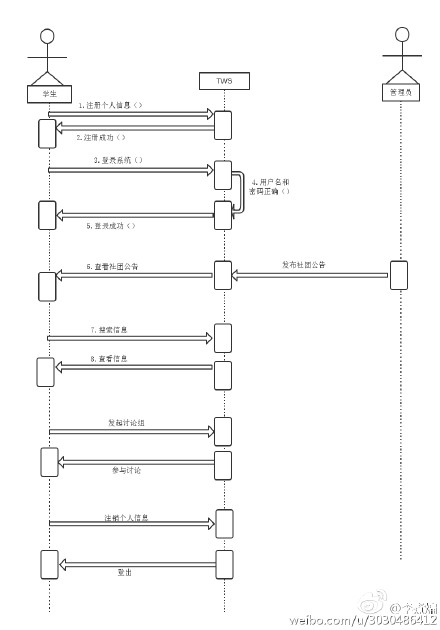 学生
TWS
管理员
1.注册个人信息()
2.注册成功()
3.登录系统()
4.用户名和
密码正确()
5.登录成功()
6.查看社团公告
发布社团公告
7.搜索信息
8.查看信息
发起讨论组
参与讨论
注销个人信息
登出
weibo.com/u/3030486412